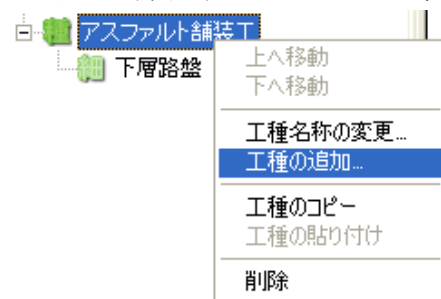 種 アスファルト舗装工
細 下層路盤
上へ移動
下へ移動
工種名称の変更...
工種の追加...
工種のコピー
工種の貼り付け
削除